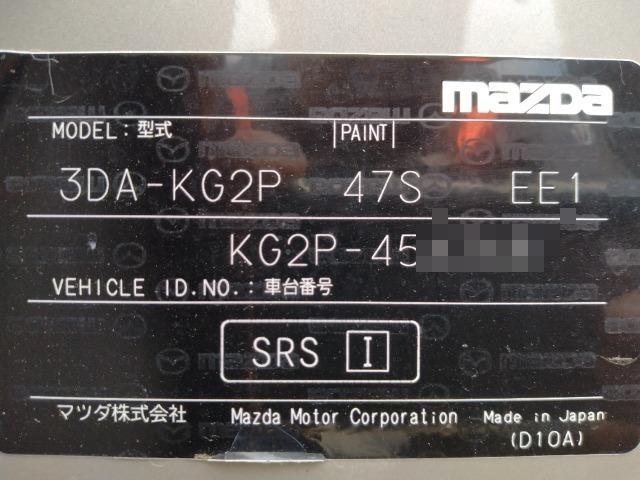 mazda
MODEL : 型式 |PAINT|
3DA-KG2P 47S EE1
KG2P-45
VEHICLE ID.NO. : 車台番号
SRS I
マツダ株式会社 Mazda Motor Corporation Made in Japan
(D10A)